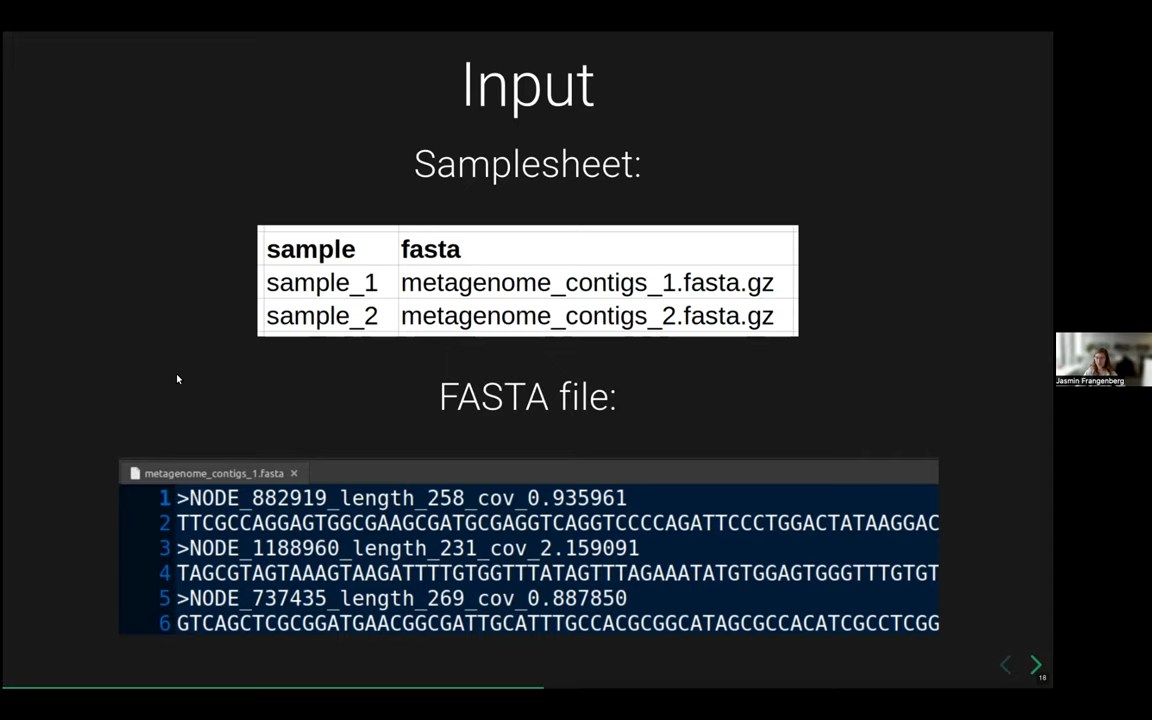 Input
Samplesheet:
sample fasta
sample_1 metagenome_contigs_1.fasta.gz
sample_2 metagenome_contigs_2.fasta.gz
FASTA file:
metagenome_contigs_1.fasta ×
1 >NODE_882919_length_258_cov_0.935961
2 TTCGCCAGGAGTGGCGAAGCGATGCGAGGTCAGGTCCCCAGATTCCCTGGACTATAAGGAC
3 >NODE_1188960_length_231_cov_2.159091
4 TAGCGTAGTAAAGTAAGATTTTGTGGTTTATAGTTTAGAAATATGTGGAGTGGGTTTGTGT
5 >NODE_737435_length_269_cov_0.887850
6 GTCAGCTCGCGGATGAACGGCGATTGCATTTGCCACGCGGCATAGCGCCACATCGCCTCGG
Jasmin Frangenberg
18